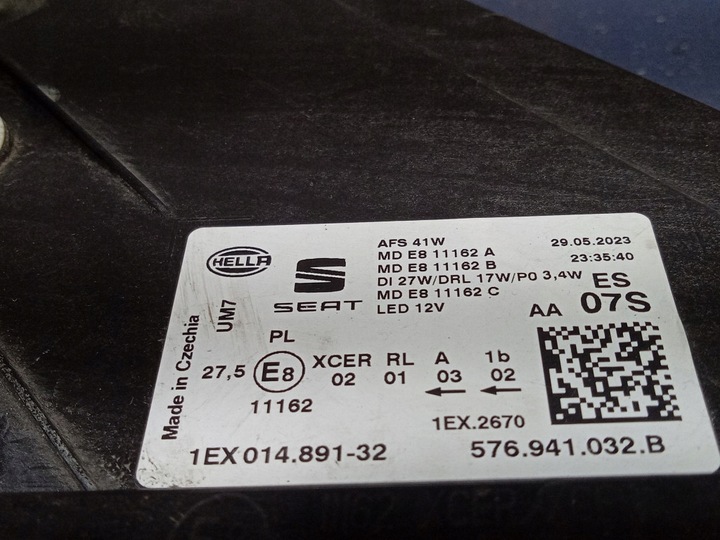 HELLA
SEAT
UM7
Made in Czechia
AFS 41W
MD E8 11162 A
MD E8 11162 B
DI 27W/DRL 17W/P0 3,4W
MD E8 11162 C
LED 12V
29.05.2023
23:35:40
ES
AA 07S
PL
27,5 E8 XCER RL A 1b
02 01 03 02
11162
1EX.2670
1EX 014.891-32
576.941.032.B